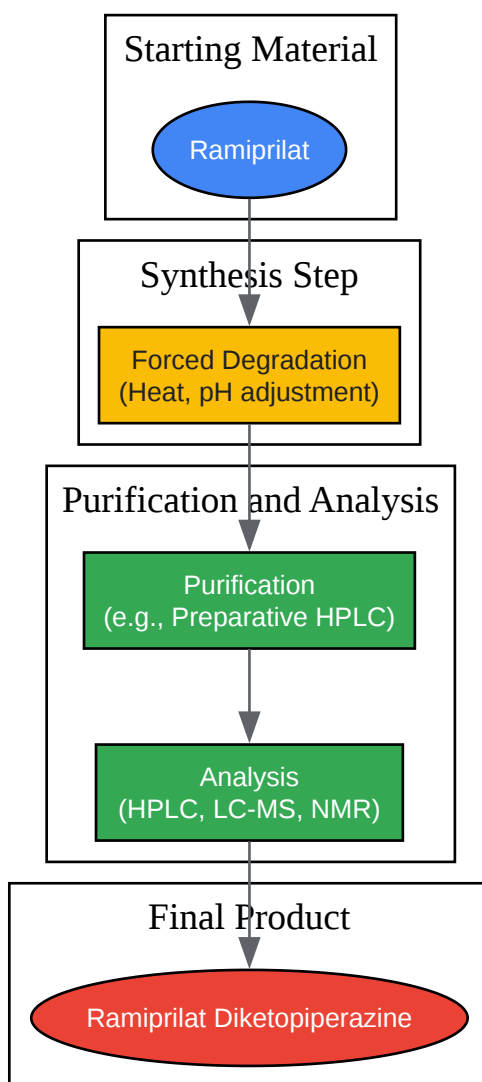 Starting Material
Ramiprilat
Synthesis Step
Forced Degradation
(Heat, pH adjustment)
Purification and Analysis
Purification
(e.g., Preparative HPLC)
Analysis
(HPLC, LC-MS, NMR)
Final Product
Ramiprilat Diketopiperazine